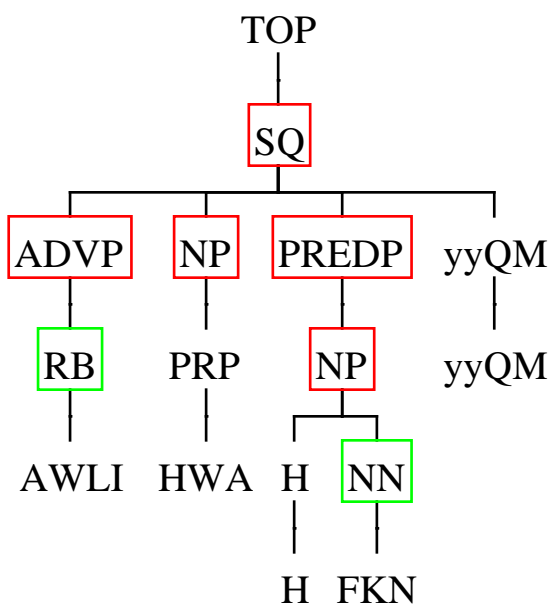 TOP
SQ
ADVP NP PREDP yyQM
RB PRP NP yyQM
AWLI HWA H NN
H FKN